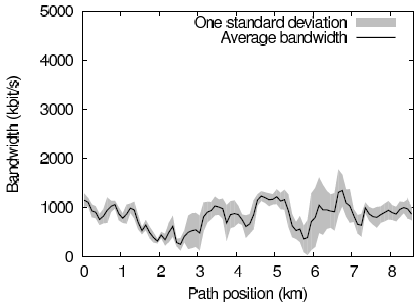 5000
4000
3000
2000
1000
0
Bandwidth (kbit/s)
One standard deviation
Average bandwidth
0 1 2 3 4 5 6 7 8
Path position (km)